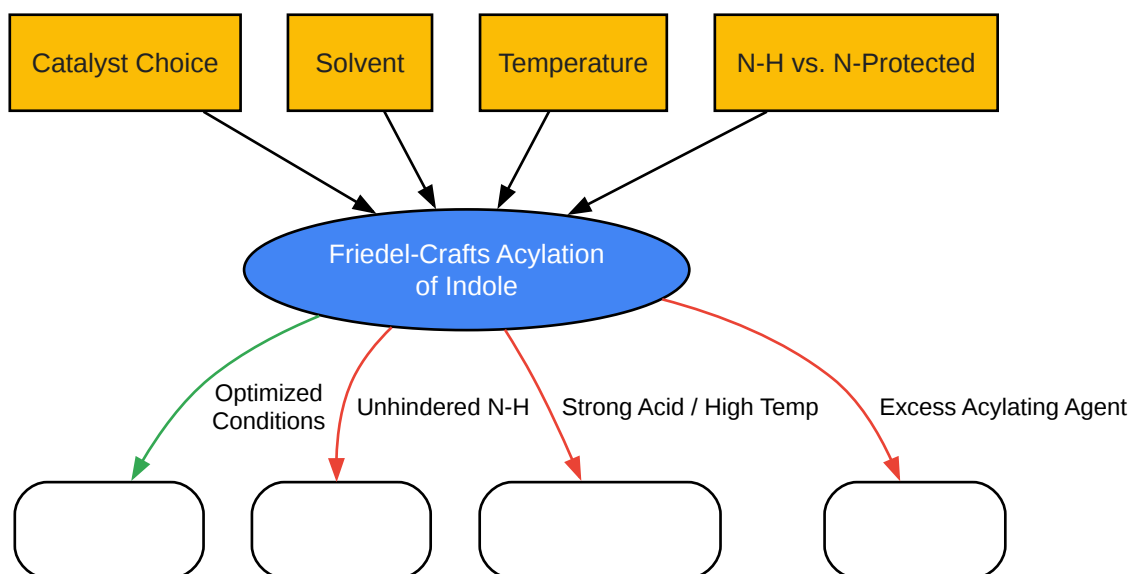 Catalyst Choice
Solvent
Temperature
N-H vs. N-Protected
Friedel-Crafts Acylation
of Indole
Optimized
Conditions
Unhindered N-H
Strong Acid / High Temp
Excess Acylating Agent